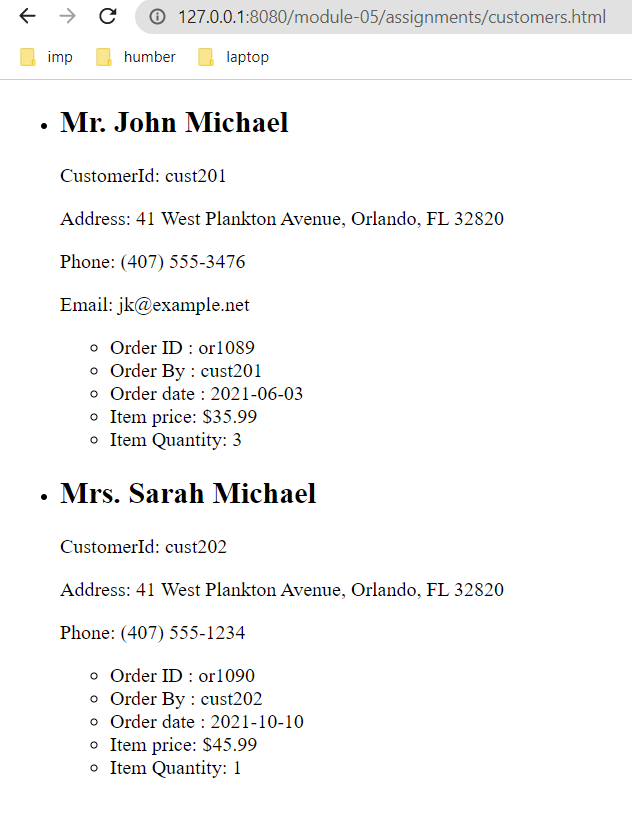 127.0.0.1:8080/module-05/assignments/customers.html
imp humber laptop
Mr. John Michael
CustomerId: cust201
Address: 41 West Plankton Avenue, Orlando, FL 32820
Phone: (407) 555-3476
Email: jk@example.net
Order ID : or1089
Order By : cust201
Order date : 2021-06-03
Item price: $35.99
Item Quantity: 3
Mrs. Sarah Michael
CustomerId: cust202
Address: 41 West Plankton Avenue, Orlando, FL 32820
Phone: (407) 555-1234
Order ID : or1090
Order By : cust202
Order date : 2021-10-10
Item price: $45.99
Item Quantity: 1